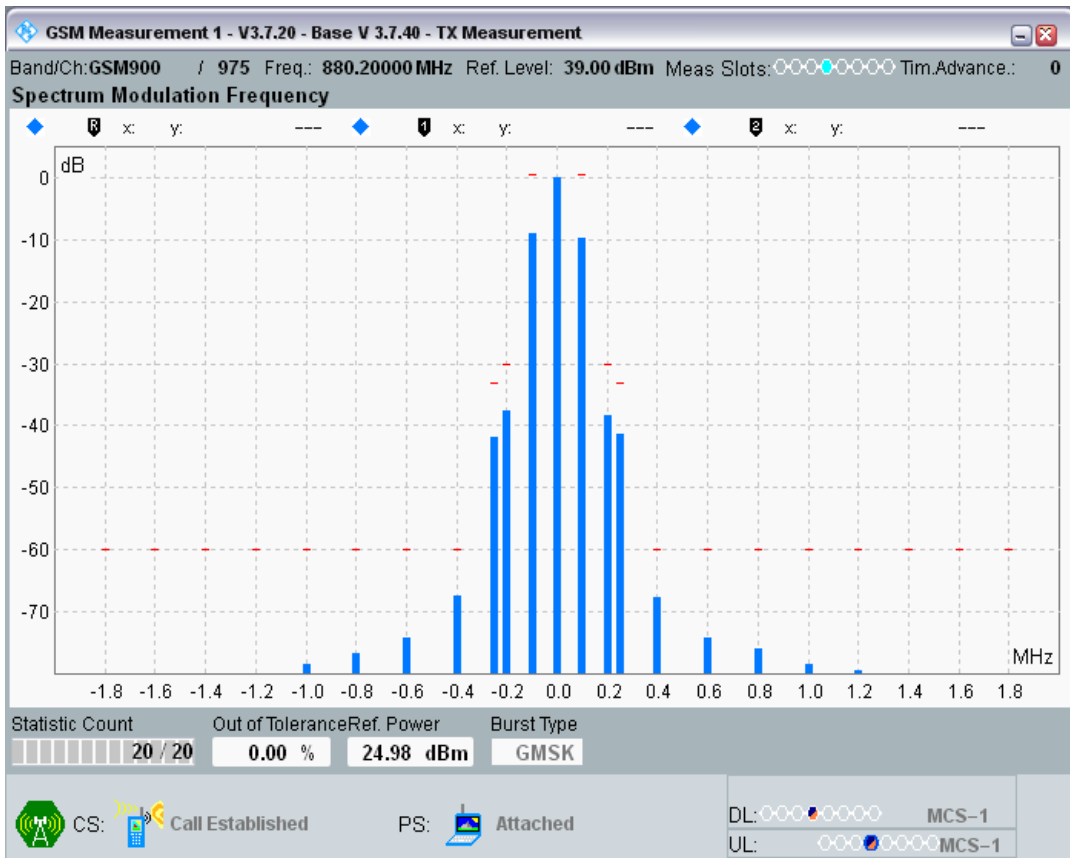 GSM Measurement 1 - V3.7.20 - Base V 3.7.40 - TX Measurement
Band/Ch:GSM900 / 975 Freq.: 880.20000 MHz Ref. Level: 39.00 dBm Meas Slots: Tim.Advance.: 0
Spectrum Modulation Frequency
R x: y: --- 1 x: y: --- 2 x: y: ---
dB
0
-10
-20
-30
-40
-50
-60
-70
MHz
-1.8 -1.6 -1.4 -1.2 -1.0 -0.8 -0.6 -0.4 -0.2 0.0 0.2 0.4 0.6 0.8 1.0 1.2 1.4 1.6 1.8
Statistic Count Out of Tolerance Ref. Power Burst Type
20 / 20 0.00 % 24.98 dBm GMSK
CS: Call Established PS: Attached
DL: MCS-1
UL: MCS-1